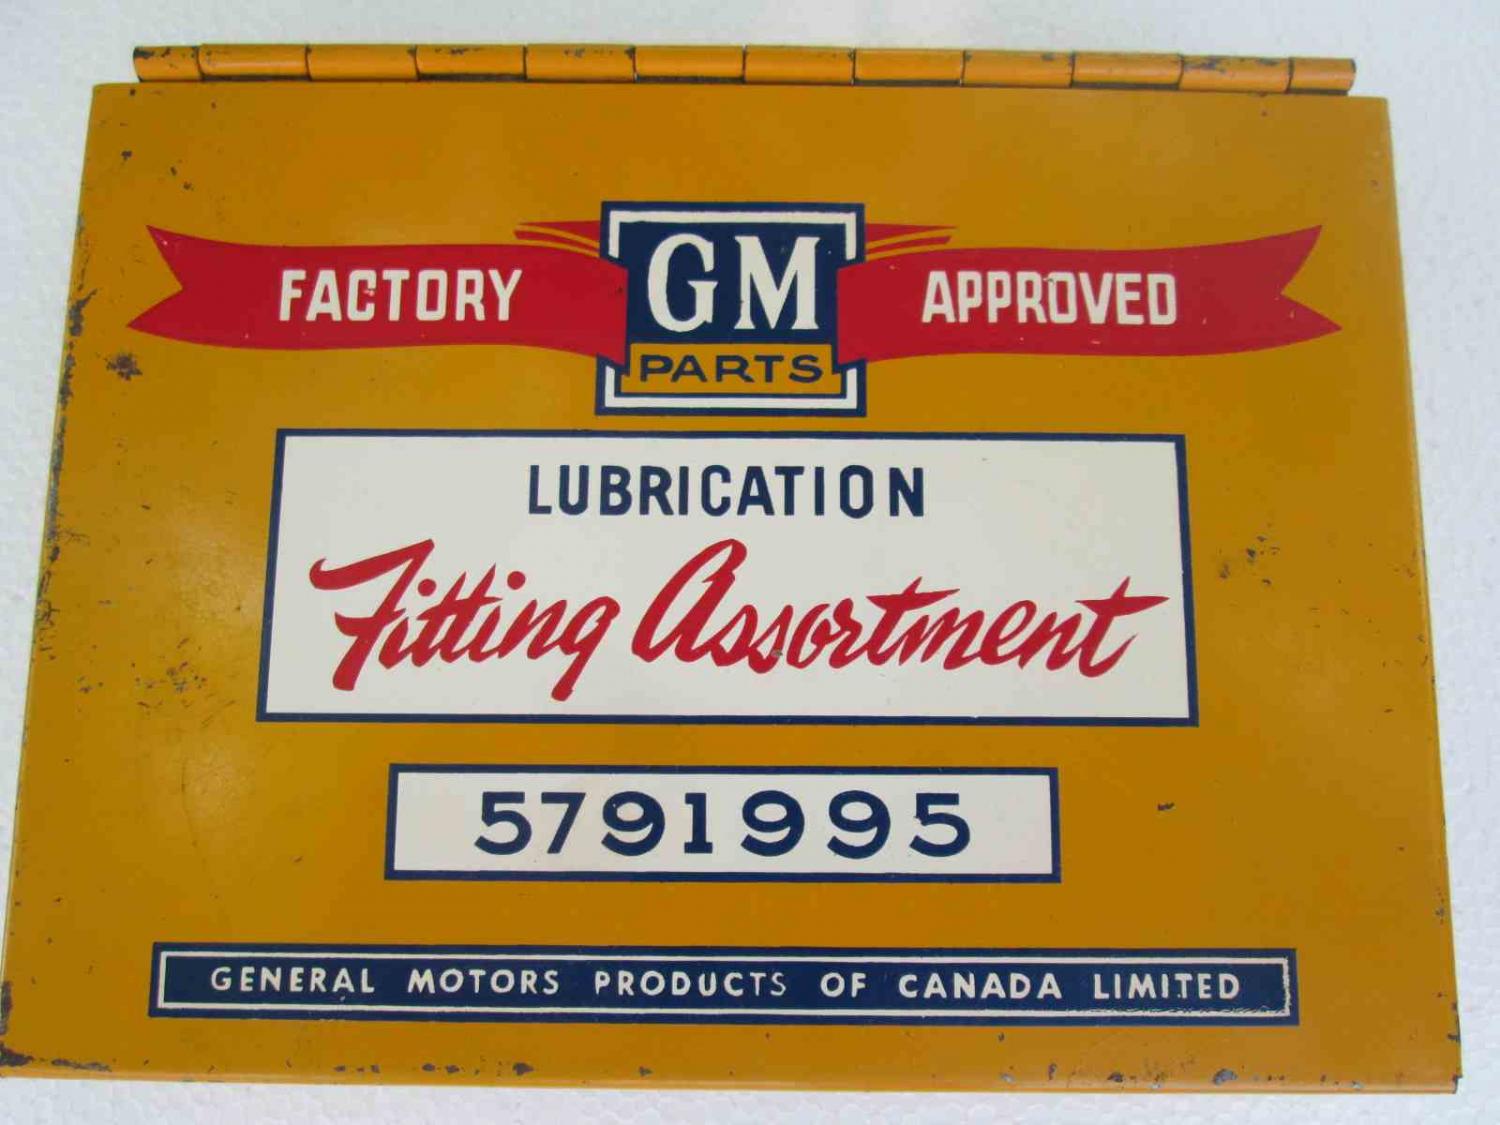 GM
FACTORY APPROVED
PARTS
LUBRICATION
Fitting Assortment
5791995
GENERAL MOTORS PRODUCTS OF CANADA LIMITED